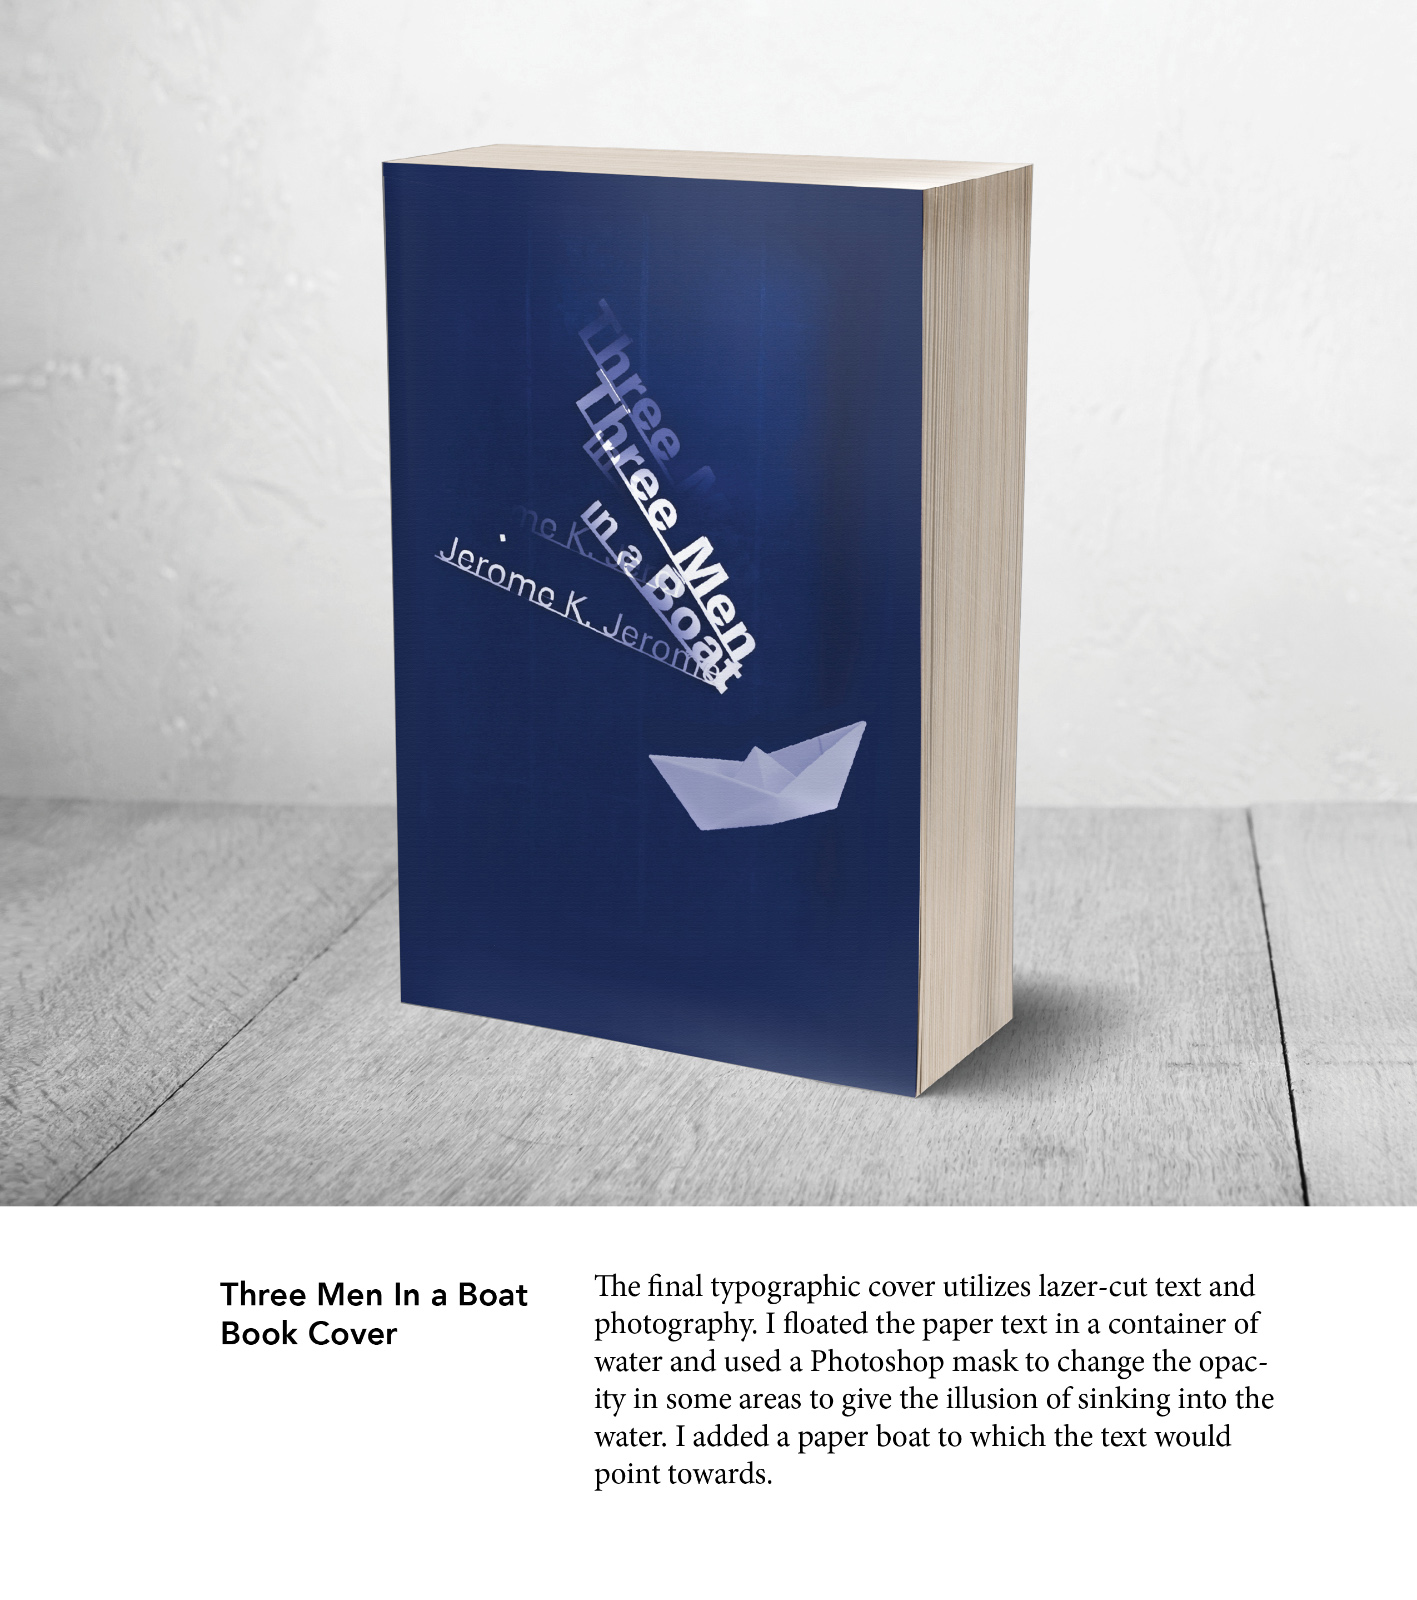 Three M
Three Men
in a Boat
me K. Je
Jerome K. Jerome
Three Men In a Boat
Book Cover
The final typographic cover utilizes lazer-cut text and
photography. I floated the paper text in a container of
water and used a Photoshop mask to change the opac-
ity in some areas to give the illusion of sinking into the
water. I added a paper boat to which the text would
point towards.